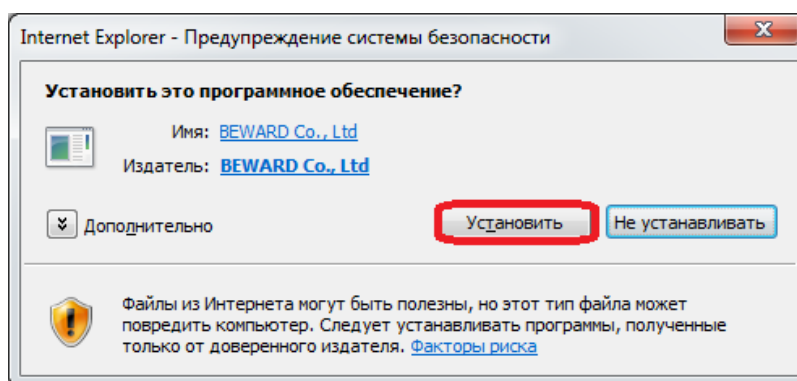 Internet Explorer - Предупреждение системы безопасности
Установить это программное обеспечение?
Имя: BEWARD Co., Ltd
Издатель: BEWARD Co., Ltd
Дополнительно
Установить
Не устанавливать
Файлы из Интернета могут быть полезны, но этот тип файла может
повредить компьютер. Следует устанавливать программы, полученные
только от доверенного издателя. Факторы риска